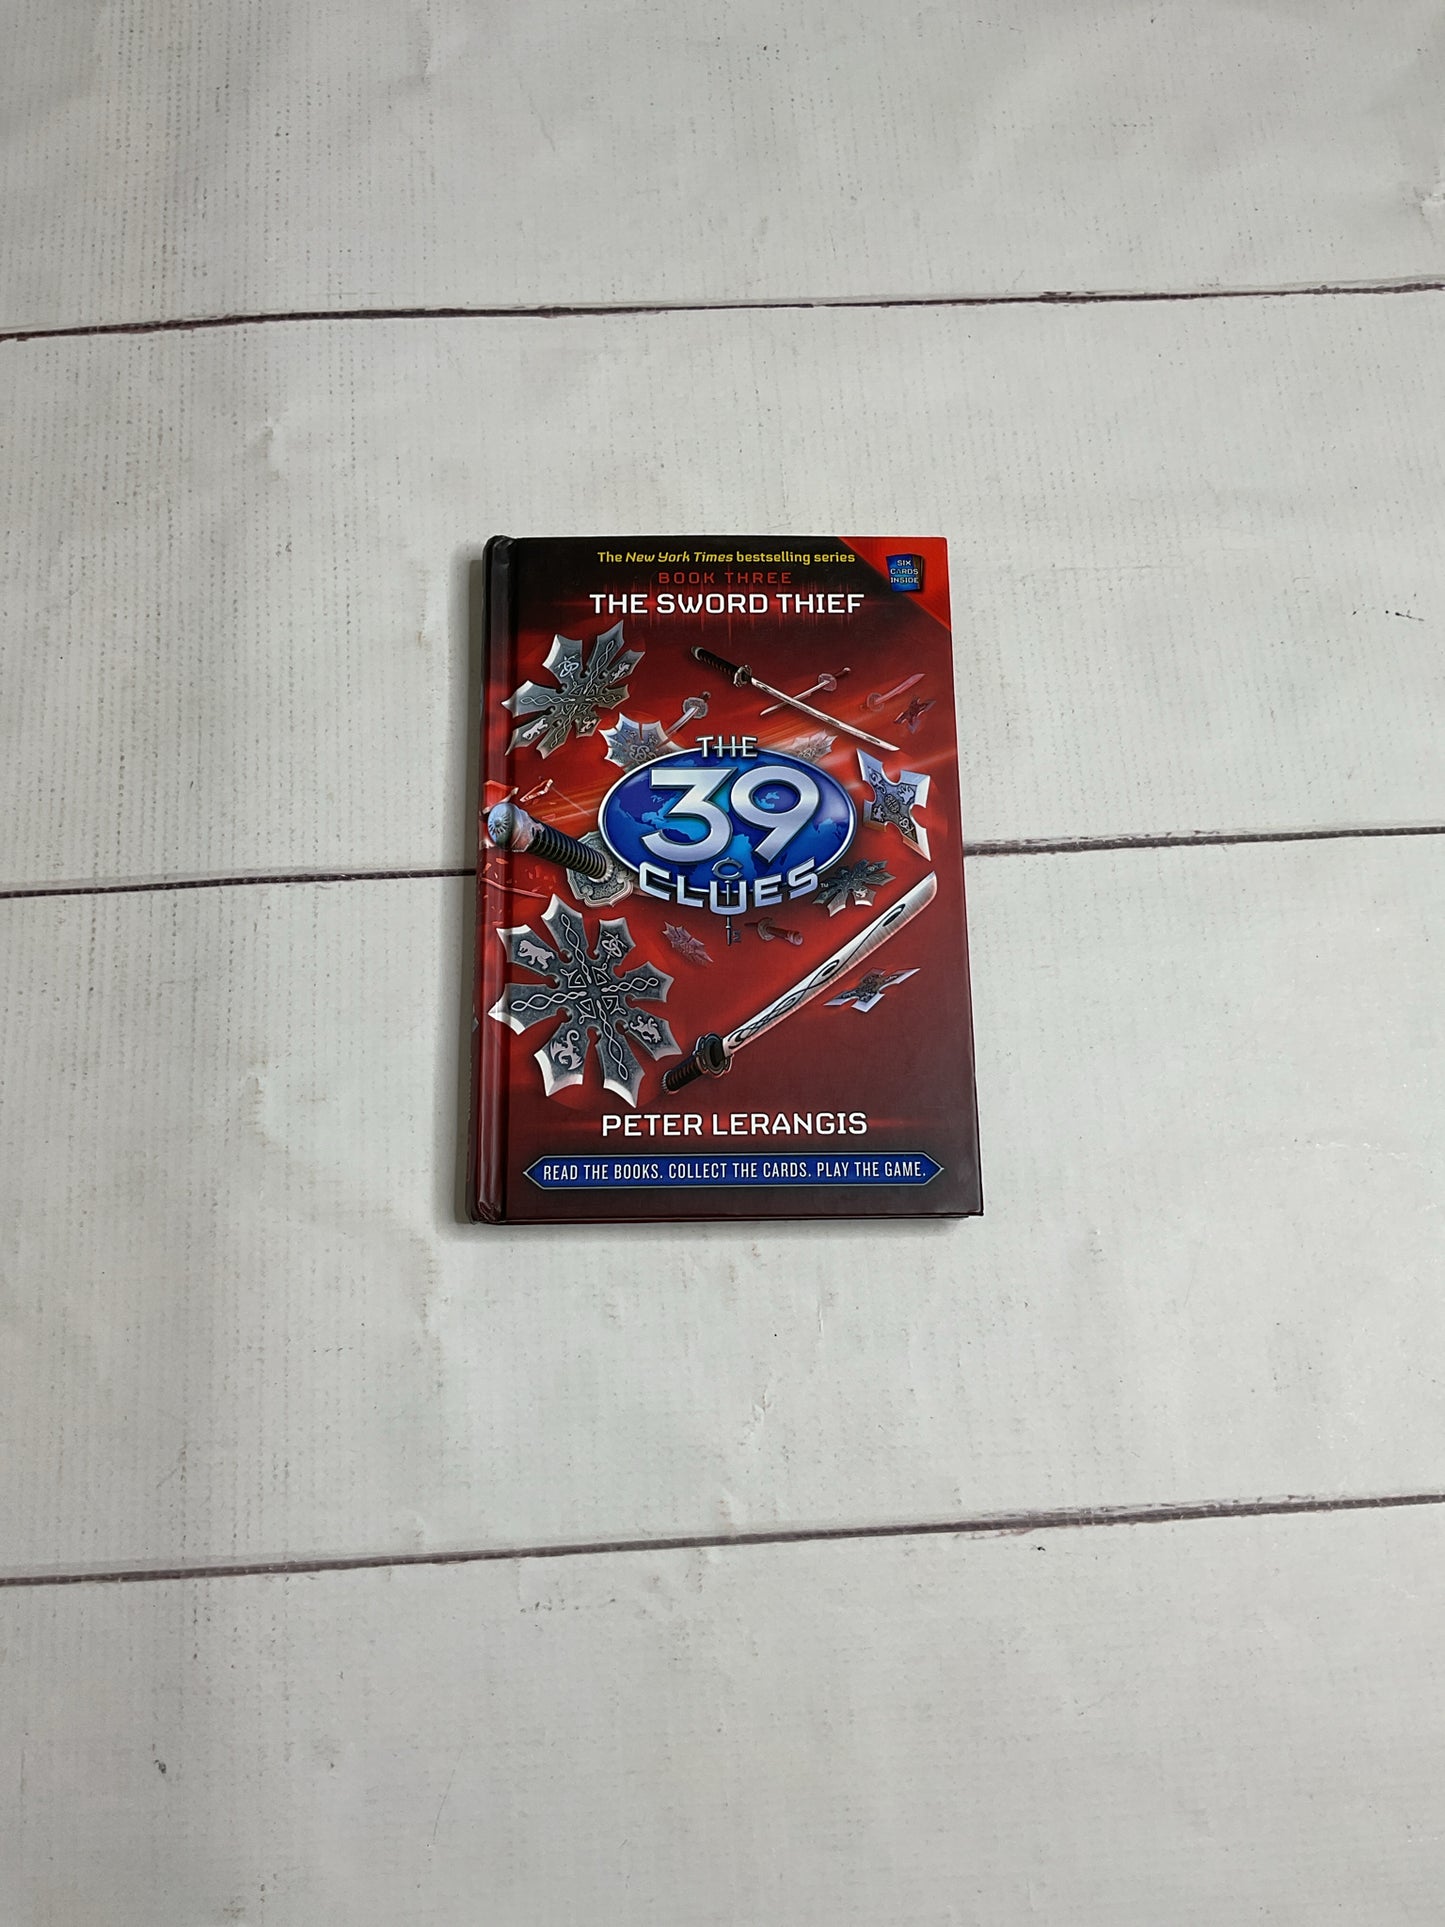 The New York Times bestselling series
SIX
CARDS
INSIDE
BOOK THREE
THE SWORD THIEF
THE
39
CLUES™
PETER LERANGIS
READ THE BOOKS. COLLECT THE CARDS. PLAY THE GAME.